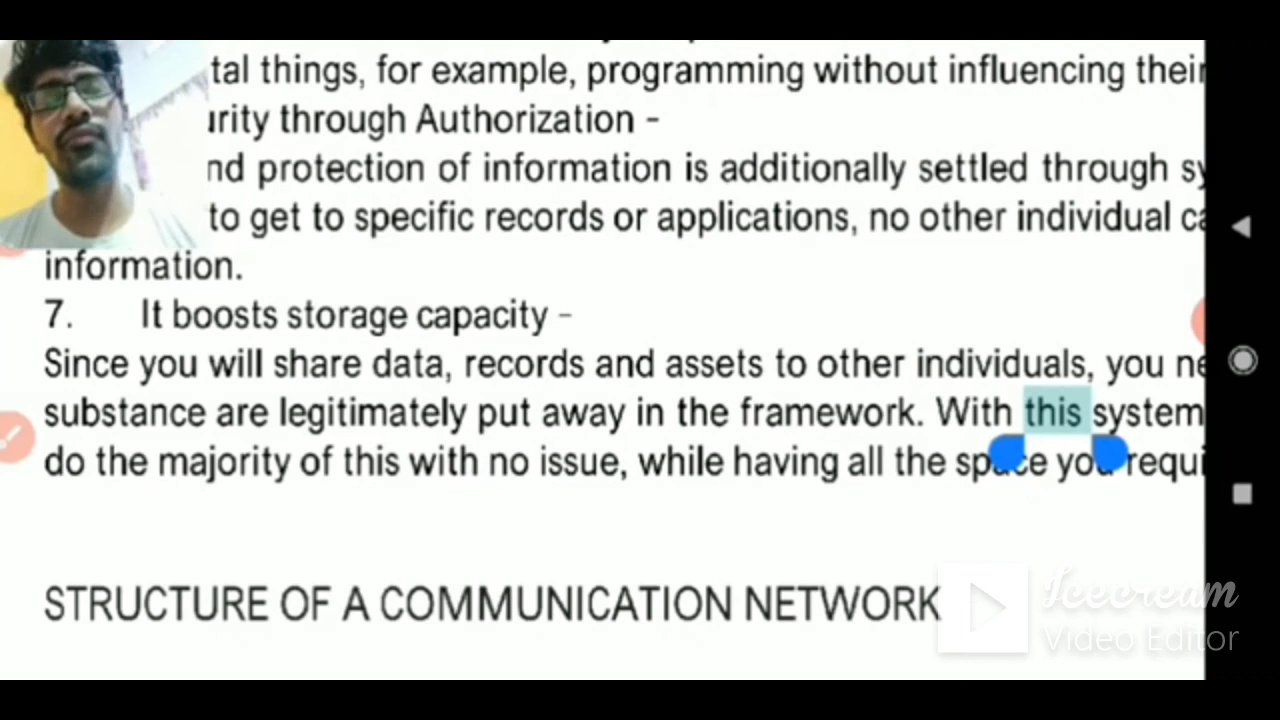 tal things, for example, programming without influencing their
urity through Authorization -
nd protection of information is additionally settled through sy
to get to specific records or applications, no other individual ca
information.
7. It boosts storage capacity -
Since you will share data, records and assets to other individuals, you ne
substance are legitimately put away in the framework. With this system
do the majority of this with no issue, while having all the space you requi
STRUCTURE OF A COMMUNICATION NETWORK
Icecream
Video Editor